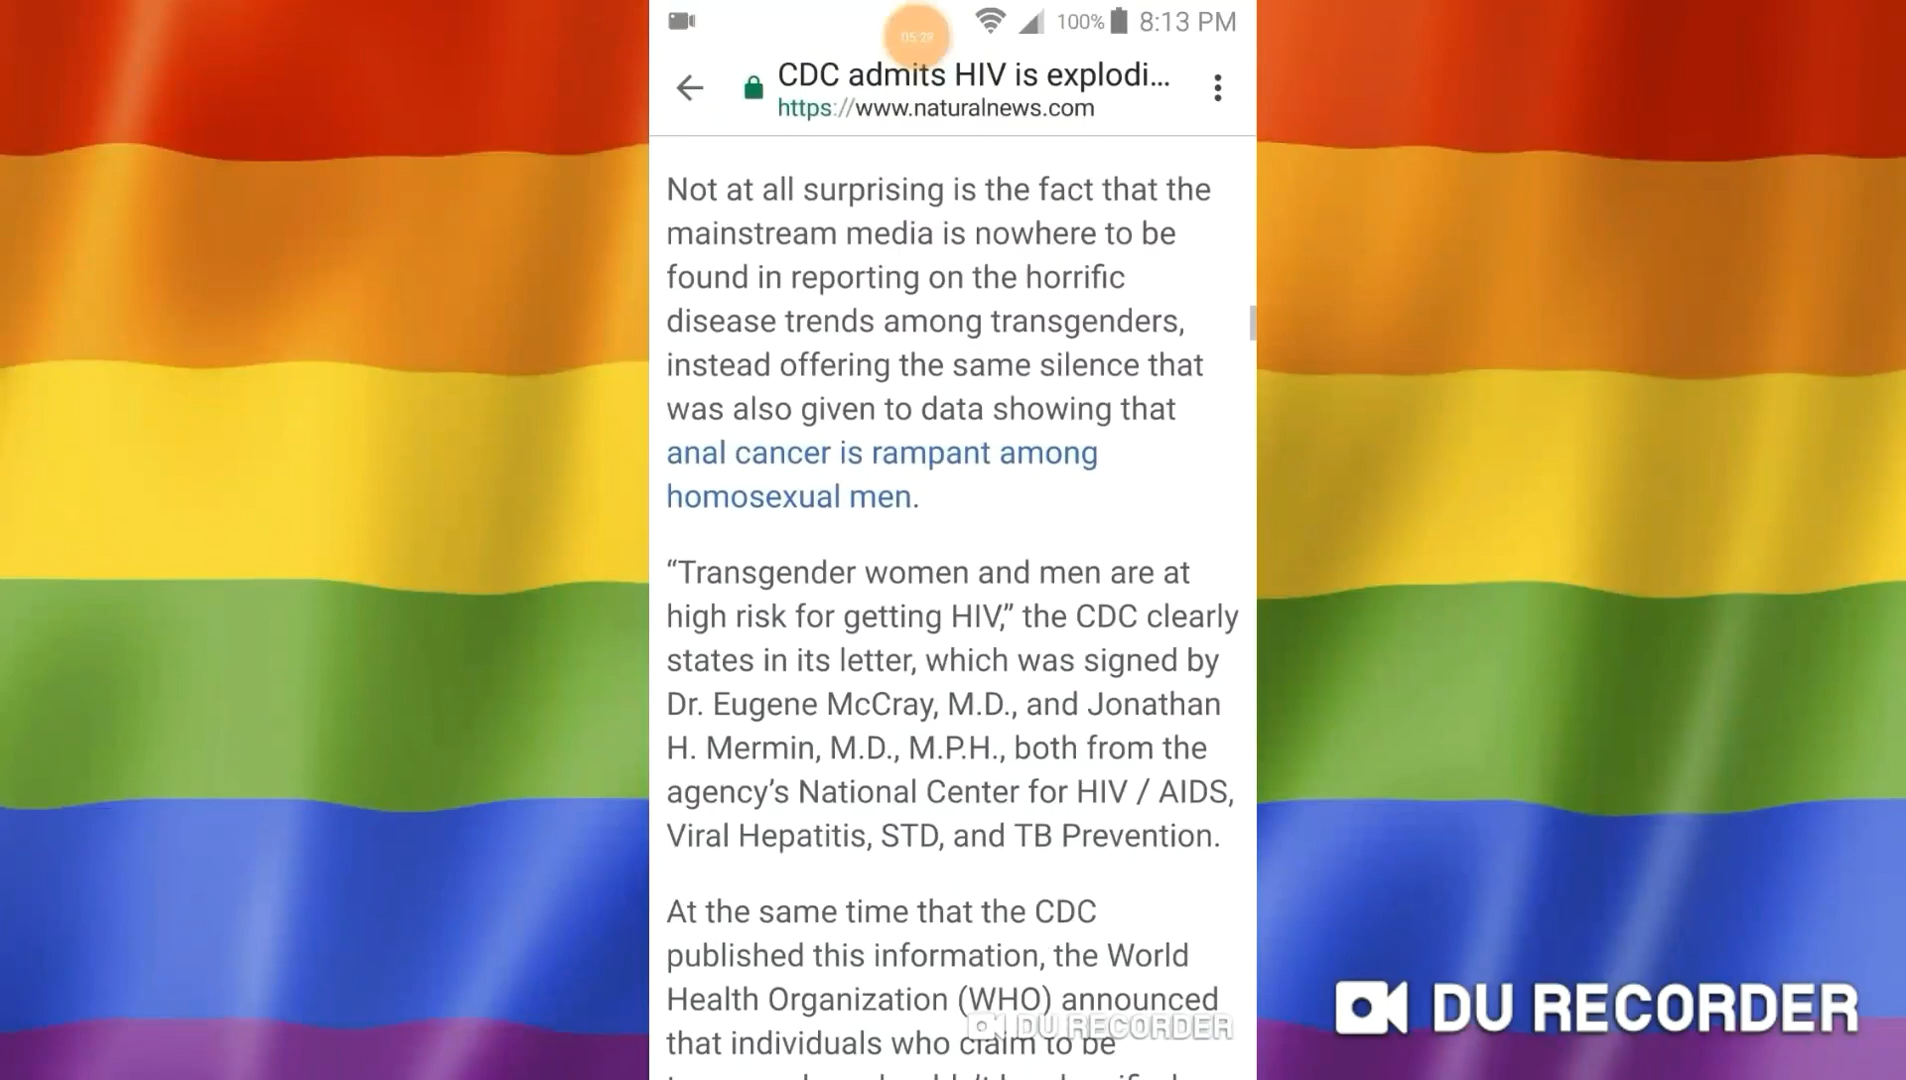 05:28
100%
8:13 PM
CDC admits HIV is explodi...
https://www.naturalnews.com
Not at all surprising is the fact that the
mainstream media is nowhere to be
found in reporting on the horrific
disease trends among transgenders,
instead offering the same silence that
was also given to data showing that
anal cancer is rampant among
homosexual men.
“Transgender women and men are at
high risk for getting HIV,” the CDC clearly
states in its letter, which was signed by
Dr. Eugene McCray, M.D., and Jonathan
H. Mermin, M.D., M.P.H., both from the
agency’s National Center for HIV / AIDS,
Viral Hepatitis, STD, and TB Prevention.
At the same time that the CDC
published this information, the World
Health Organization (WHO) announced
that individuals who claim to be
DU RECORDER
DU RECORDER